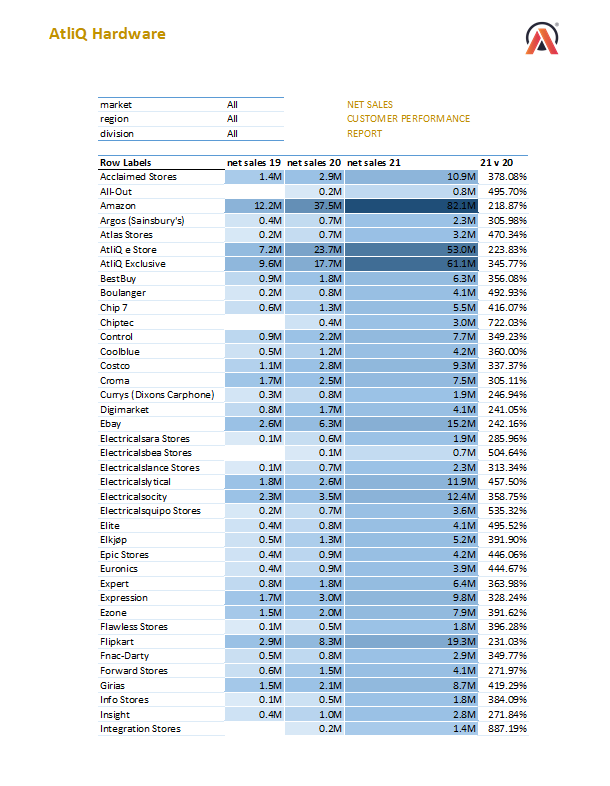 AtliQ Hardware
market All NET SALES
region All CUSTOMER PERFORMANCE
division All REPORT
Row Labels net sales 19 net sales 20 net sales 21 21 v 20
Acclaimed Stores 1.4M 2.9M 10.9M 378.08%
All-Out 0.2M 0.8M 495.70%
Amazon 12.2M 37.5M 82.1M 218.87%
Argos (Sainsbury's) 0.4M 0.7M 2.3M 305.98%
Atlas Stores 0.2M 0.7M 3.2M 470.34%
AtliQ e Store 7.2M 23.7M 53.0M 223.83%
AtliQ Exclusive 9.6M 17.7M 61.1M 345.77%
BestBuy 0.9M 1.8M 6.3M 356.08%
Boulanger 0.2M 0.8M 4.1M 492.93%
Chip 7 0.6M 1.3M 5.5M 416.07%
Chiptec 0.4M 3.0M 722.03%
Control 0.9M 2.2M 7.7M 349.23%
Coolblue 0.5M 1.2M 4.2M 360.00%
Costco 1.1M 2.8M 9.3M 337.37%
Croma 1.7M 2.5M 7.5M 305.11%
Currys (Dixons Carphone) 0.3M 0.8M 1.9M 246.94%
Digimarket 0.8M 1.7M 4.1M 241.05%
Ebay 2.6M 6.3M 15.2M 242.16%
Electricalsara Stores 0.1M 0.6M 1.9M 285.96%
Electricalsbea Stores 0.1M 0.7M 504.64%
Electricalslance Stores 0.1M 0.7M 2.3M 313.34%
Electricalslytical 1.8M 2.6M 11.9M 457.50%
Electricalsocity 2.3M 3.5M 12.4M 358.75%
Electricalsquipo Stores 0.2M 0.7M 3.6M 535.32%
Elite 0.4M 0.8M 4.1M 495.52%
Elkjøp 0.5M 1.3M 5.2M 391.90%
Epic Stores 0.4M 0.9M 4.2M 446.06%
Euronics 0.4M 0.9M 3.9M 444.67%
Expert 0.8M 1.8M 6.4M 363.98%
Expression 1.7M 3.0M 9.8M 328.24%
Ezone 1.5M 2.0M 7.9M 391.62%
Flawless Stores 0.1M 0.5M 1.8M 396.28%
Flipkart 2.9M 8.3M 19.3M 231.03%
Fnac-Darty 0.5M 0.8M 2.9M 349.77%
Forward Stores 0.6M 1.5M 4.1M 271.97%
Girias 1.5M 2.1M 8.7M 419.29%
Info Stores 0.1M 0.5M 1.8M 384.09%
Insight 0.4M 1.0M 2.8M 271.84%
Integration Stores 0.2M 1.4M 887.19%